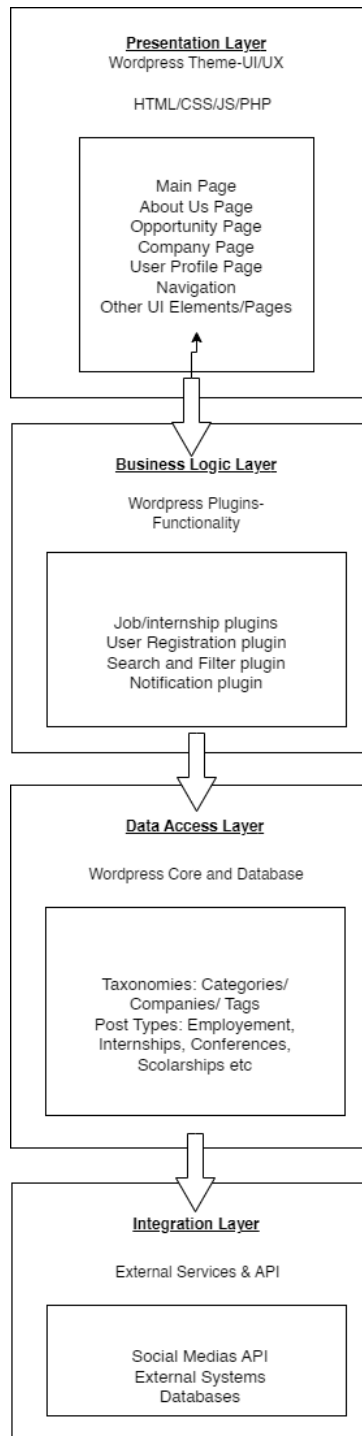 Presentation Layer
Wordpress Theme-UI/UX
HTML/CSS/JS/PHP
Main Page
About Us Page
Opportunity Page
Company Page
User Profile Page
Navigation
Other UI Elements/Pages
Business Logic Layer
Wordpress Plugins-
Functionality
Job/internship plugins
User Registration plugin
Search and Filter plugin
Notification plugin
Data Access Layer
Wordpress Core and Database
Taxonomies: Categories/
Companies/ Tags
Post Types: Employement,
Internships, Conferences,
Scolarships etc
Integration Layer
External Services & API
Social Medias API
External Systems
Databases